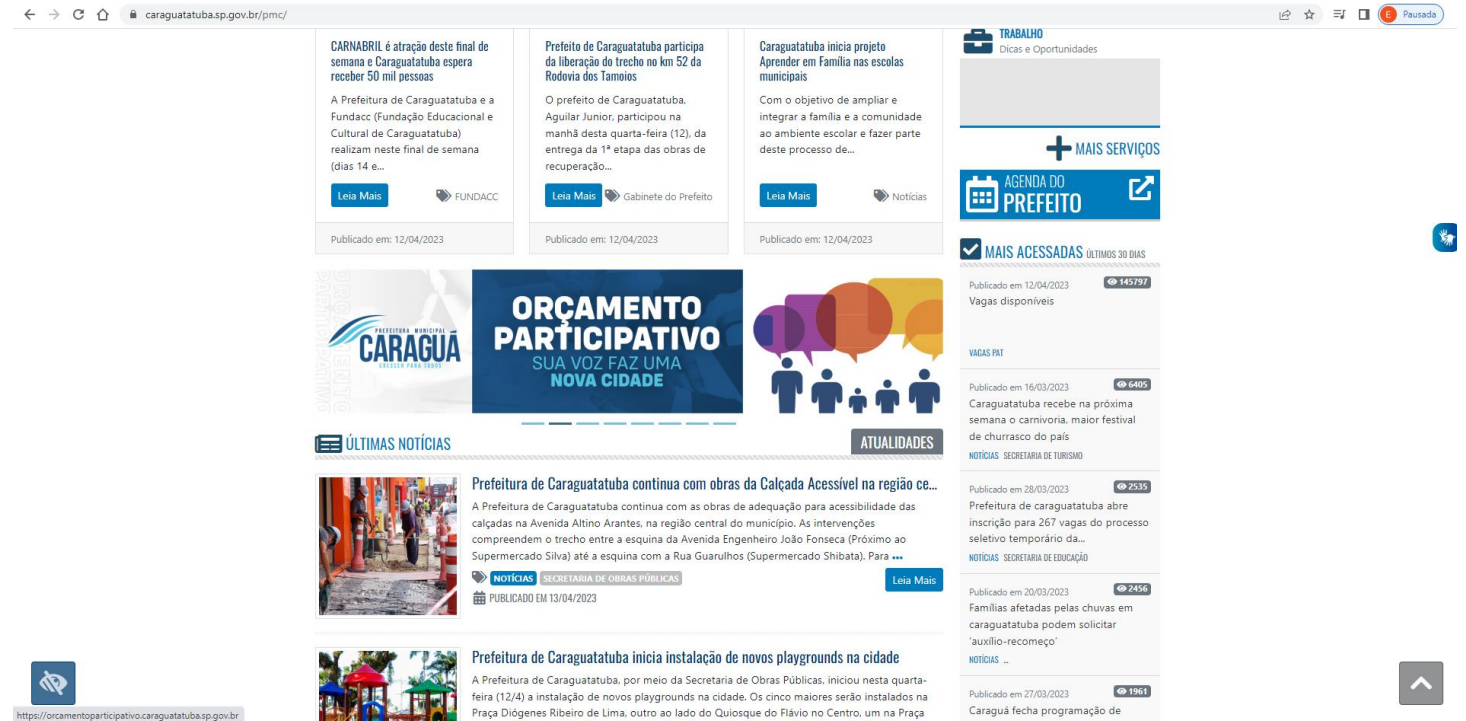 caraguatatuba.sp.gov.br/pmc/
E Pausada
CARNABRIL é atração deste final de
semana e Caraguatatuba espera
receber 50 mil pessoas
A Prefeitura de Caraguatatuba e a
Fundacc (Fundação Educacional e
Cultural de Caraguatatuba)
realizam neste final de semana
(dias 14 e...
Leia Mais
FUNDACC
Publicado em: 12/04/2023
Prefeito de Caraguatatuba participa
da liberação do trecho no km 52 da
Rodovia dos Tamoios
O prefeito de Caraguatatuba,
Aguilar Junior, participou na
manhã desta quarta-feira (12), da
entrega da 1ª etapa das obras de
recuperação...
Leia Mais
Gabinete do Prefeito
Publicado em: 12/04/2023
Caraguatatuba inicia projeto
Aprender em Família nas escolas
municipais
Com o objetivo de ampliar e
integrar a família e a comunidade
ao ambiente escolar e fazer parte
deste processo de...
Leia Mais
Notícias
Publicado em: 12/04/2023
PREFEITURA MUNICIPAL
CARAGUÁ
CRESCER PARA TODOS
ORÇAMENTO
PARTICIPATIVO
SUA VOZ FAZ UMA
NOVA CIDADE
ÚLTIMAS NOTÍCIAS
ATUALIDADES
Prefeitura de Caraguatatuba continua com obras da Calçada Acessível na região ce...
A Prefeitura de Caraguatatuba continua com as obras de adequação para acessibilidade das
calçadas na Avenida Altino Arantes, na região central do município. As intervenções
compreendem o trecho entre a esquina da Avenida Engenheiro João Fonseca (Próximo ao
Supermercado Silva) até a esquina com a Rua Guarulhos (Supermercado Shibata). Para ...
NOTÍCIAS SECRETARIA DE OBRAS PÚBLICAS
Leia Mais
PUBLICADO EM 13/04/2023
Prefeitura de Caraguatatuba inicia instalação de novos playgrounds na cidade
A Prefeitura de Caraguatatuba, por meio da Secretaria de Obras Públicas, iniciou nesta quarta-
feira (12/4) a instalação de novos playgrounds na cidade. Os cinco maiores serão instalados na
Praça Diógenes Ribeiro de Lima, outro ao lado do Quiosque do Flávio no Centro, um na Praça
TRABALHO
Dicas e Oportunidades
MAIS SERVIÇOS
AGENDA DO
PREFEITO
MAIS ACESSADAS ÚLTIMOS 30 DIAS
Publicado em 12/04/2023 145797
Vagas disponíveis
VAGAS PAT
Publicado em 16/03/2023 6405
Caraguatatuba recebe na próxima
semana o carnivoria, maior festival
de churrasco do país
NOTÍCIAS SECRETARIA DE TURISMO
Publicado em 28/03/2023 2535
Prefeitura de caraguatatuba abre
inscrição para 267 vagas do processo
seletivo temporário da...
NOTÍCIAS SECRETARIA DE EDUCAÇÃO
Publicado em 20/03/2023 2456
Famílias afetadas pelas chuvas em
caraguatatuba podem solicitar
'auxílio-recomeço'
NOTÍCIAS ...
Publicado em 27/03/2023 1961
Caraguá fecha programação de
https://orcamentoparticipativo.caraguatatuba.sp.gov.br